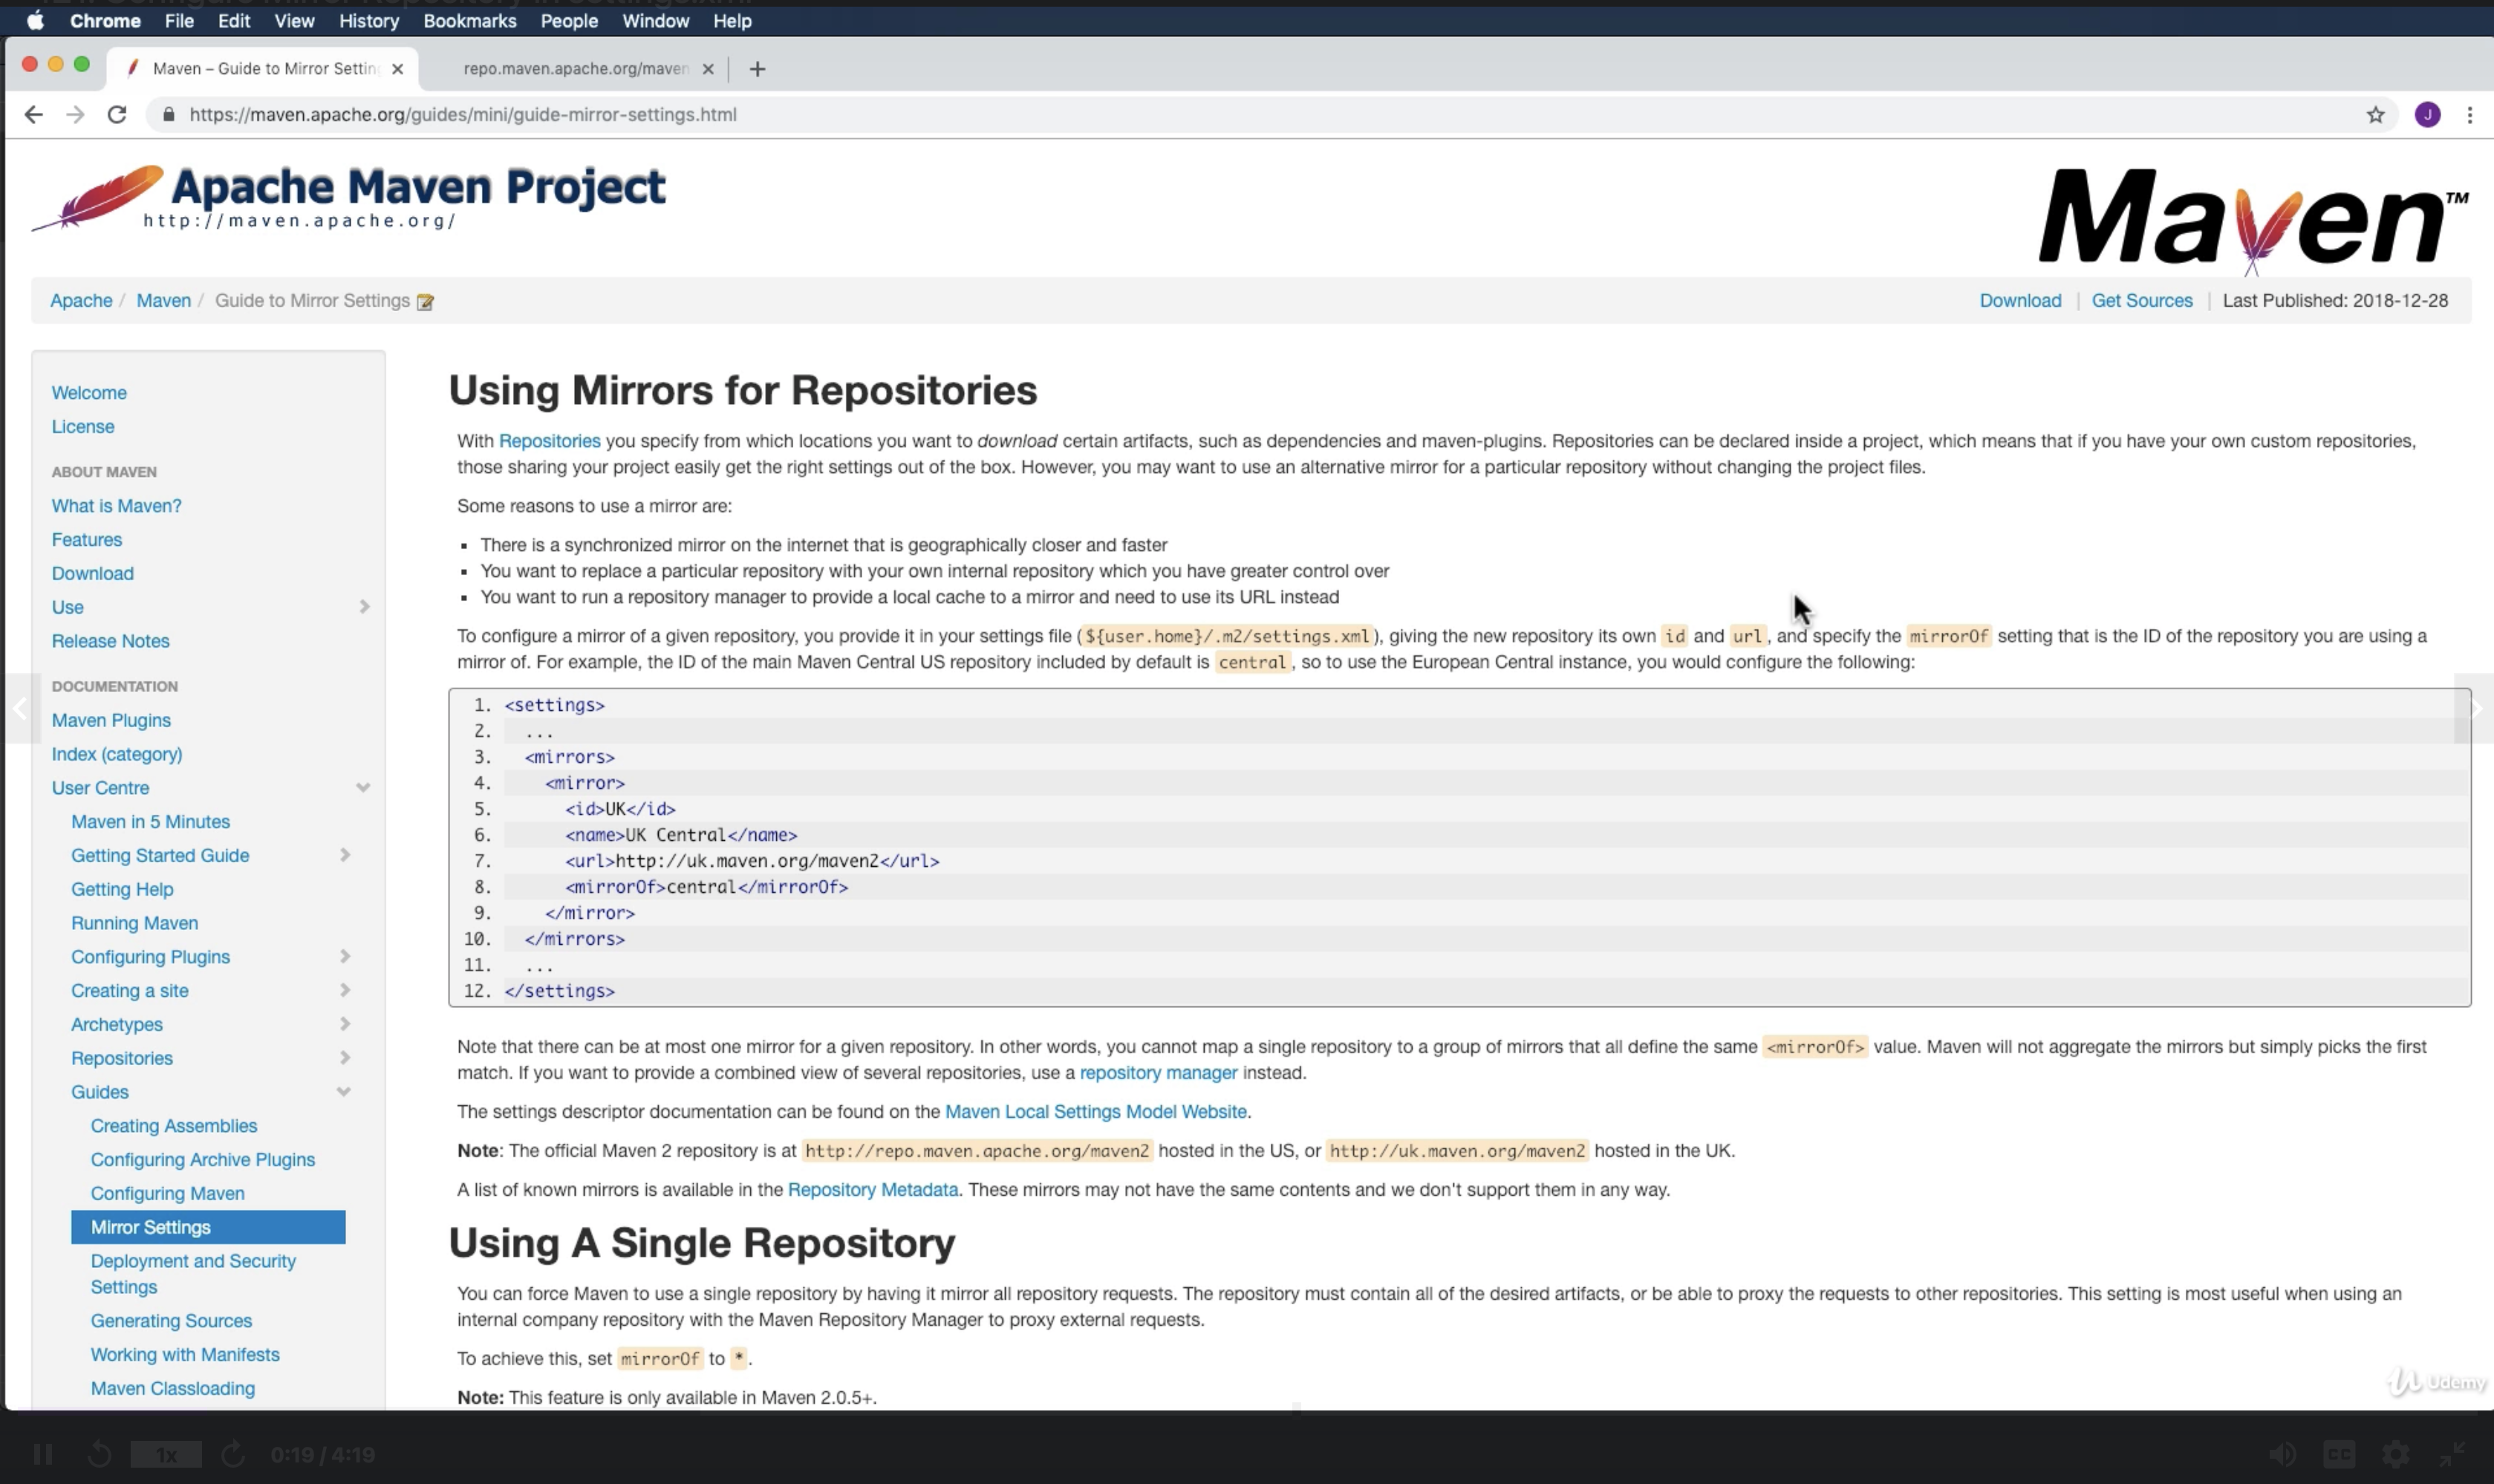 Chrome File Edit View History Bookmarks People Window Help
Maven – Guide to Mirror Settin
repo.maven.apache.org/maven
https://maven.apache.org/guides/mini/guide-mirror-settings.html
J
Apache Maven Project
http://maven.apache.org/
Maven™
Apache / Maven / Guide to Mirror Settings
Download | Get Sources | Last Published: 2018-12-28
Welcome
License
ABOUT MAVEN
What is Maven?
Features
Download
Use
Release Notes
DOCUMENTATION
Maven Plugins
Index (category)
User Centre
Maven in 5 Minutes
Getting Started Guide
Getting Help
Running Maven
Configuring Plugins
Creating a site
Archetypes
Repositories
Guides
Creating Assemblies
Configuring Archive Plugins
Configuring Maven
Mirror Settings
Deployment and Security
Settings
Generating Sources
Working with Manifests
Maven Classloading
Using Mirrors for Repositories
With Repositories you specify from which locations you want to download certain artifacts, such as dependencies and maven-plugins. Repositories can be declared inside a project, which means that if you have your own custom repositories,
those sharing your project easily get the right settings out of the box. However, you may want to use an alternative mirror for a particular repository without changing the project files.
Some reasons to use a mirror are:
▪ There is a synchronized mirror on the internet that is geographically closer and faster
▪ You want to replace a particular repository with your own internal repository which you have greater control over
▪ You want to run a repository manager to provide a local cache to a mirror and need to use its URL instead
To configure a mirror of a given repository, you provide it in your settings file (${user.home}/.m2/settings.xml), giving the new repository its own id and url, and specify the mirrorOf setting that is the ID of the repository you are using a
mirror of. For example, the ID of the main Maven Central US repository included by default is central, so to use the European Central instance, you would configure the following:
1. <settings>
2. ...
3. <mirrors>
4. <mirror>
5. <id>UK</id>
6. <name>UK Central</name>
7. <url>http://uk.maven.org/maven2</url>
8. <mirrorOf>central</mirrorOf>
9. </mirror>
10. </mirrors>
11. ...
12. </settings>
Note that there can be at most one mirror for a given repository. In other words, you cannot map a single repository to a group of mirrors that all define the same <mirrorOf> value. Maven will not aggregate the mirrors but simply picks the first
match. If you want to provide a combined view of several repositories, use a repository manager instead.
The settings descriptor documentation can be found on the Maven Local Settings Model Website.
Note: The official Maven 2 repository is at http://repo.maven.apache.org/maven2 hosted in the US, or http://uk.maven.org/maven2 hosted in the UK.
A list of known mirrors is available in the Repository Metadata. These mirrors may not have the same contents and we don't support them in any way.
Using A Single Repository
You can force Maven to use a single repository by having it mirror all repository requests. The repository must contain all of the desired artifacts, or be able to proxy the requests to other repositories. This setting is most useful when using an
internal company repository with the Maven Repository Manager to proxy external requests.
To achieve this, set mirrorOf to *.
Note: This feature is only available in Maven 2.0.5+.
Udemy
1x
0:19 / 4:19
CC